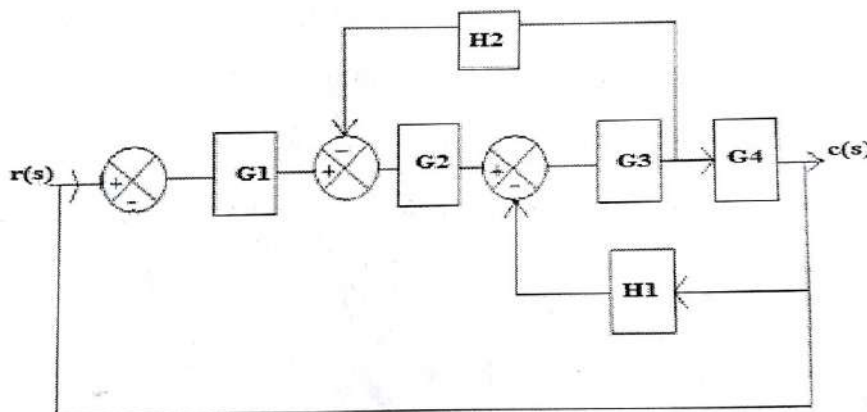 H2
r(s) + - G1 + - G2 + - G3 G4 c(s)
H1